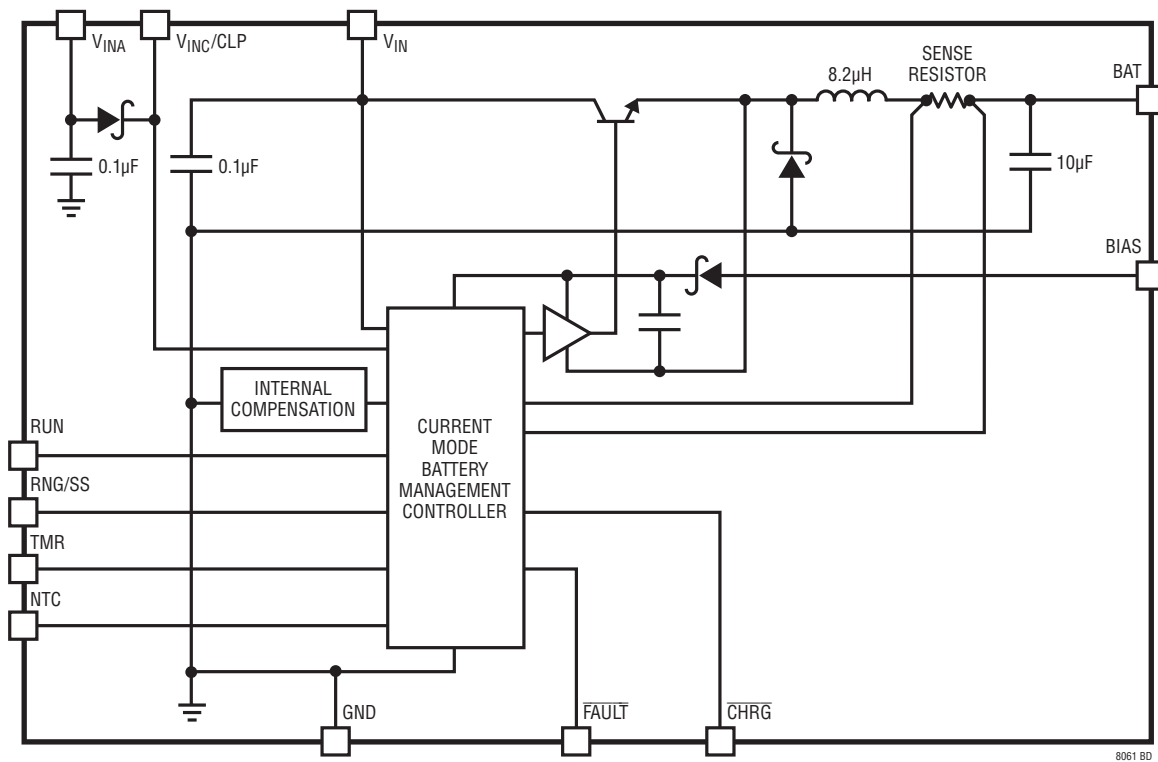 VINA
VINC/CLP
VIN
8.2µH
SENSE
RESISTOR
BAT
0.1µF
0.1µF
10µF
BIAS
INTERNAL
COMPENSATION
CURRENT
MODE
BATTERY
MANAGEMENT
CONTROLLER
RUN
RNG/SS
TMR
NTC
GND
FAULT
CHRG
8061 BD